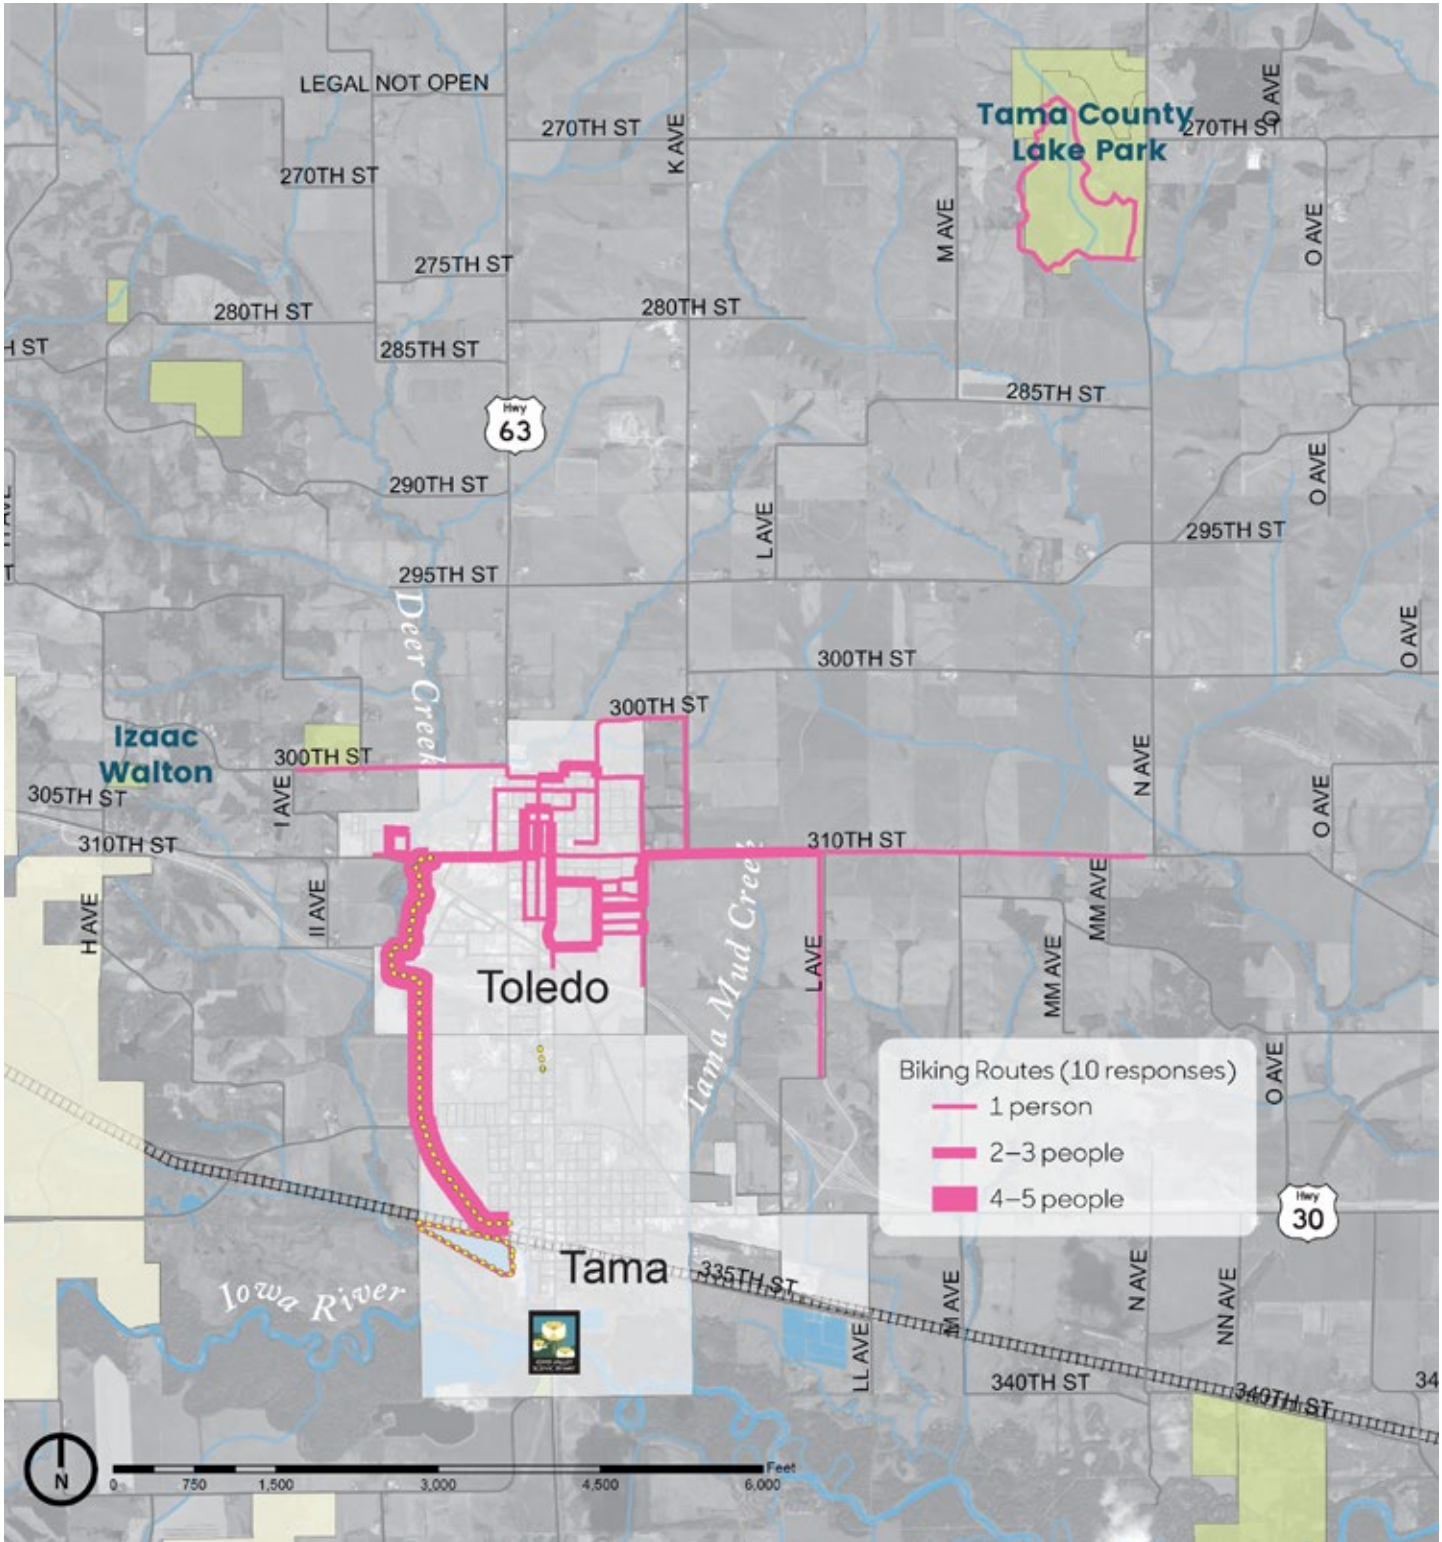 LEGAL NOT OPEN
O AVE
Tama County
Lake Park
270TH ST
270TH ST
K AVE
270TH ST
M AVE
O AVE
275TH ST
280TH ST
280TH ST
H ST
285TH ST
285TH ST
Hwy
63
290TH ST
O AVE
L AVE
295TH ST
295TH ST
Deer Creek
O AVE
300TH ST
300TH ST
Izaac
Walton
300TH ST
N AVE
I AVE
305TH ST
O AVE
310TH ST
310TH ST
II AVE
H AVE
MM AVE
L AVE
MM AVE
Toledo
Tama Mud Creek
O AVE
Biking Routes (10 responses)
1 person
2–3 people
4–5 people
Hwy
30
Tama
335TH ST
Iowa River
M AVE
N AVE
NN AVE
LL AVE
340TH ST
340TH ST
34
N
0
750
1,500
3,000
4,500
6,000
Feet